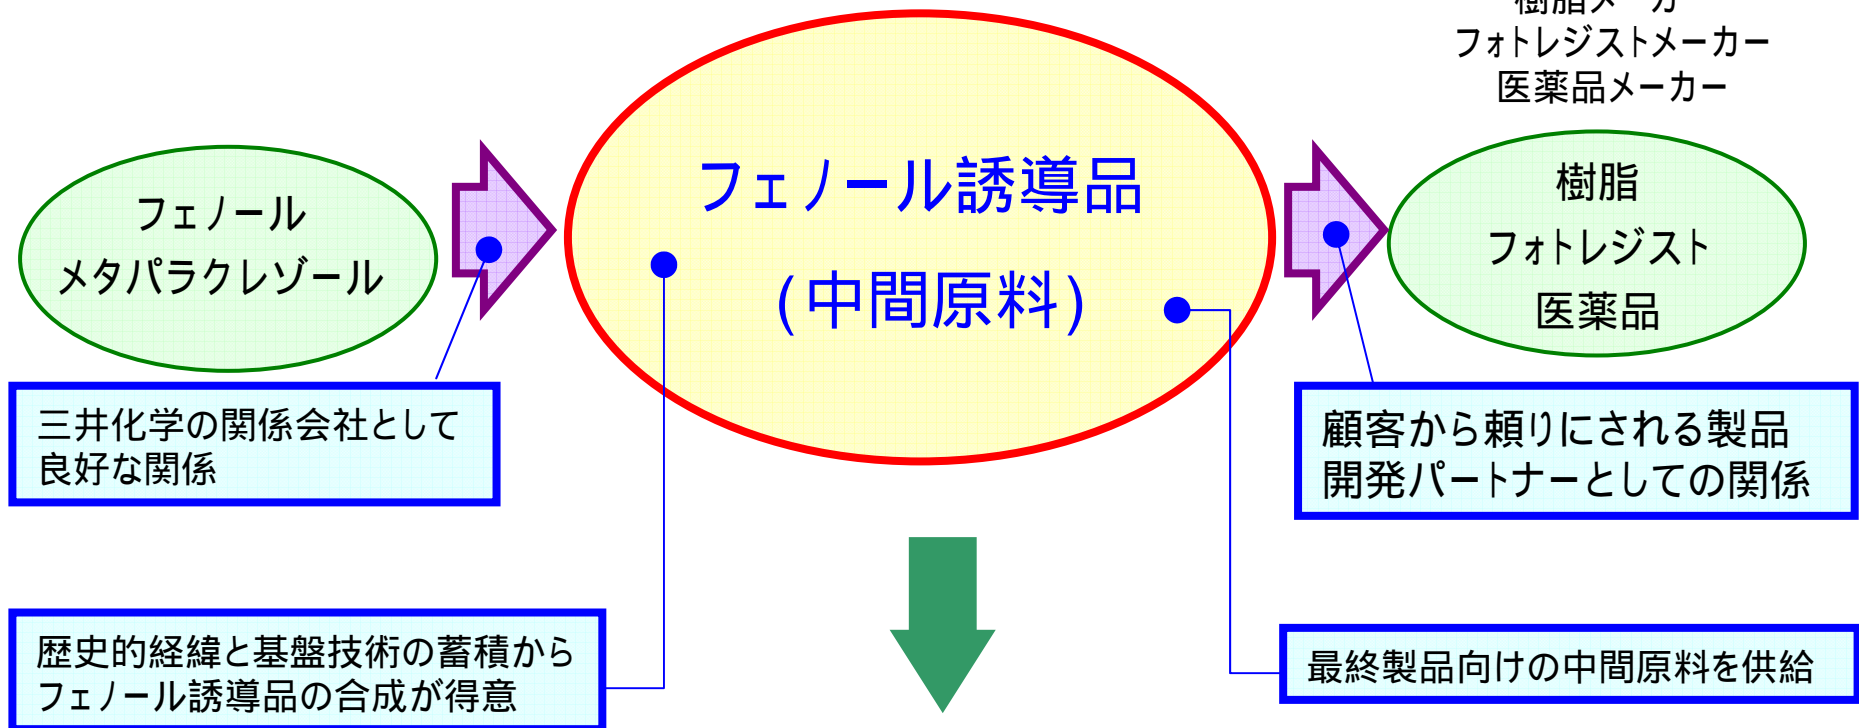 樹脂メーカー
フォトレジストメーカー
医薬品メーカー
フェノール
メタパラクレゾール
フェノール誘導品
(中間原料)
樹脂
フォトレジスト
医薬品
三井化学の関係会社として
良好な関係
顧客から頼りにされる製品
開発パートナーとしての関係
歴史的経緯と基盤技術の蓄積から
フェノール誘導品の合成が得意
最終製品向けの中間原料を供給